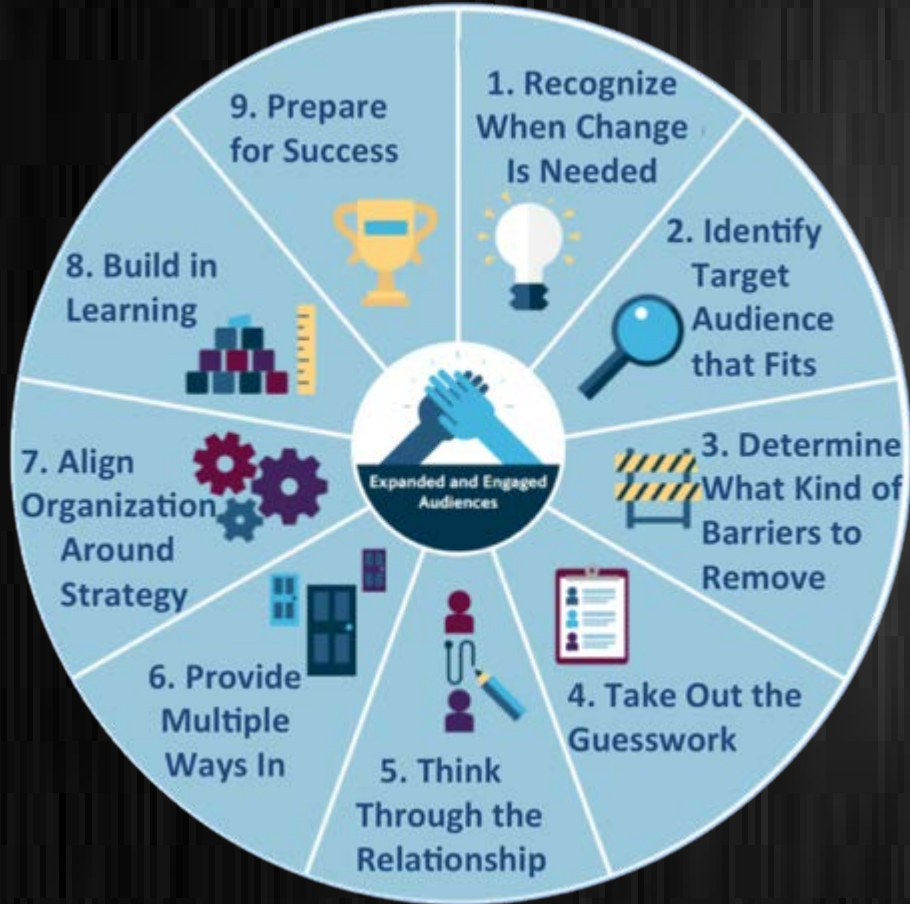 1. Recognize
When Change
Is Needed
2. Identify
Target
Audience
that Fits
3. Determine
What Kind of
Barriers to
Remove
4. Take Out the
Guesswork
5. Think
Through the
Relationship
6. Provide
Multiple
Ways In
7. Align
Organization
Around
Strategy
8. Build in
Learning
9. Prepare
for Success
Expanded and Engaged
Audiences